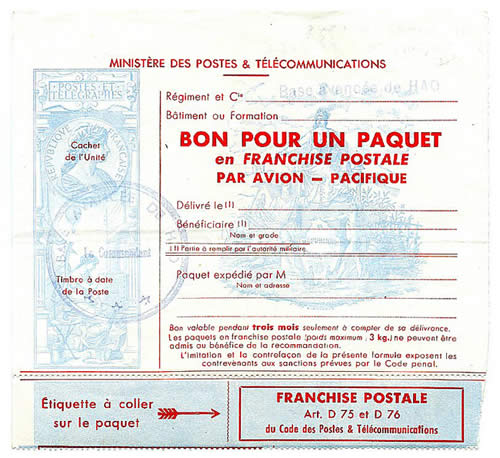 MINISTÈRE DES POSTES & TÉLÉCOMMUNICATIONS
POSTES ET
TÉLÉGRAPHES
RÉPUBLIQUE FRANÇAISE
Régiment et Cie
Base Avancée de HAO
Bâtiment ou Formation
Cachet
de l'Unité
BON POUR UN PAQUET
en FRANCHISE POSTALE
PAR AVION — PACIFIQUE
Délivré le (1)
Bénéficiaire (1)
Nom et grade
(1) Partie à remplir par l'autorité militaire.
Le Commandant
Timbre à date
de la Poste
Paquet expédié par M
Nom et adresse
Bon valable pendant trois mois seulement à compter de sa délivrance.
Les paquets en franchise postale (poids maximum : 3 kg.) ne peuvent être
admis au bénéfice de la recommandation.
L'imitation et la contrefaçon de la présente formule exposent les
contrevenants aux sanctions prévues par le Code penal.
Étiquette à coller
sur le paquet
FRANCHISE POSTALE
Art. D 75 et D 76
du Code des Postes & Télécommunications